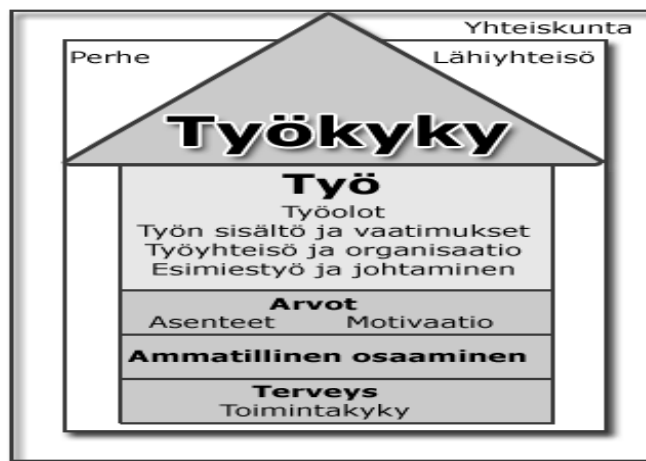 Yhteiskunta
Perhe
Lähiyhteisö
Työkyky
Työ
Työolot
Työn sisältö ja vaatimukset
Työyhteisö ja organisaatio
Esimiestyö ja johtaminen
Arvot
Asenteet Motivaatio
Ammatillinen osaaminen
Terveys
Toimintakyky